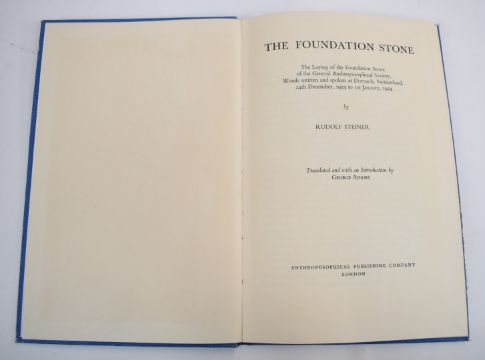 THE FOUNDATION STONE
The Laying of the Foundation Stone
of the General Anthroposophical Society.
Words written and spoken at Dornach, Switzerland,
24th December, 1923 to 1st January, 1924
by
RUDOLF STEINER
Translated and with an Introduction by
GEORGE ADAMS
ANTHROPOSOPHICAL PUBLISHING COMPANY
LONDON